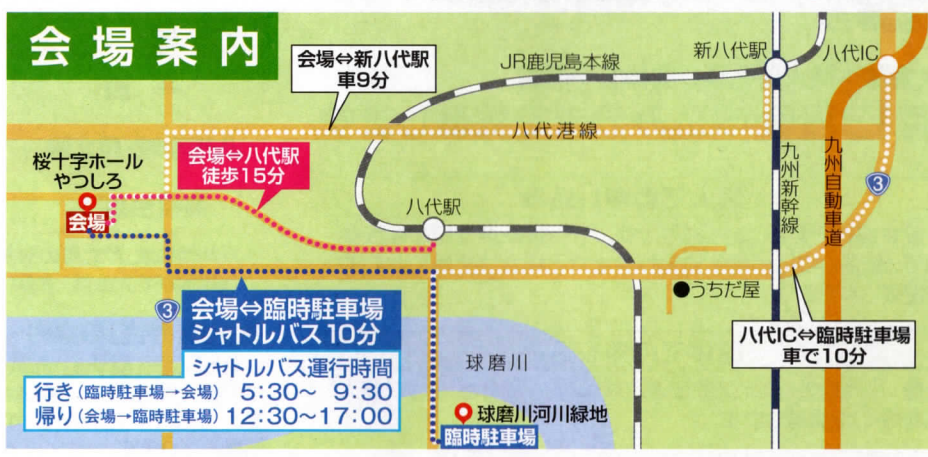 会場案内
会場⇔新八代駅
車9分
JR鹿児島本線
新八代駅
八代IC
八代港線
桜十字ホール
やつしろ
会場
会場⇔八代駅
徒歩15分
八代駅
九州新幹線
九州自動車道
3
うちだ屋
3
会場⇔臨時駐車場
シャトルバス10分
八代IC⇔臨時駐車場
車で10分
シャトルバス運行時間
行き(臨時駐車場→会場) 5:30～ 9:30
帰り(会場→臨時駐車場) 12:30～17:00
球磨川
球磨川河川緑地
臨時駐車場